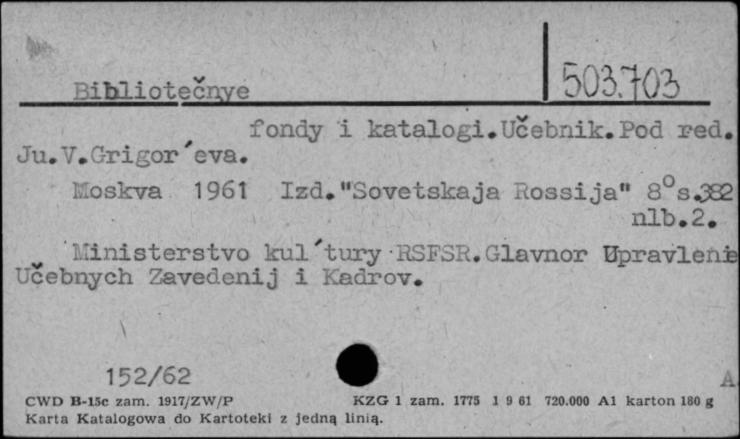 503.703
Bibliotečnye
fondy i katalogi.Učebnik.Pod red.
Ju.V.Grigor´eva.
Moskva 1961 Izd."Sovetskaja Rossija" 8°s.382
nlb.2.
Ministerstvo kul´tury RSFSR.Glavnor Upravlenie
Učebnych Zavedenij i Kadrov.
152/62
A
CWD B-15c zam. 1917/ZW/P KZG 1 zam. 1775 1 9 61 720.000 A1 karton 180 g
Karta Katalogowa do Kartoteki z jedną linią.